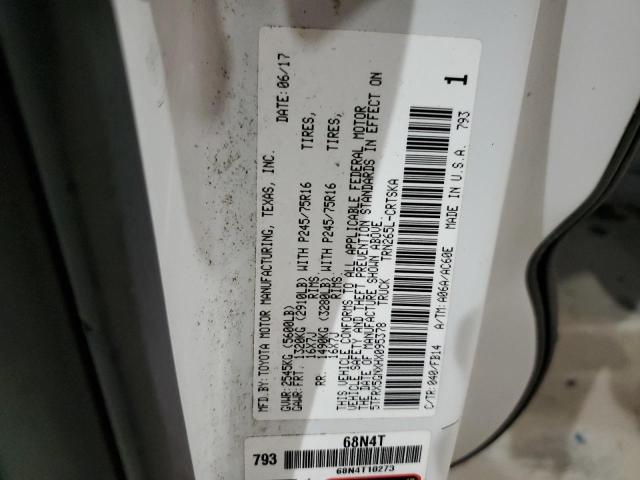 MFD.BY:TOYOTA MOTOR MANUFACTURING, TEXAS, INC. DATE:06/17
GVWR:2545KG(5600LB)
GAWR:FRT. 1320KG(2910LB)WITH P245/75R16 TIRES,
16X7J RIMS.
RR. 1490KG(3280LB)WITH P245/75R16 TIRES,
16X7J RIMS.
THIS VEHICLE CONFORMS TO ALL APPLICABLE FEDERAL MOTOR
VEHICLE SAFETY AND THEFT PREVENTION STANDARDS IN EFFECT ON
THE DATE OF MANUFACTURE SHOWN ABOVE.
5TFRX5GNXHX095378 TRUCK TRN265L-CRTSKA
C/TR:040/FB14 A/TM:A06A/AC60E MADE IN U.S.A. 793
1
68N4T
793
68N4T10273